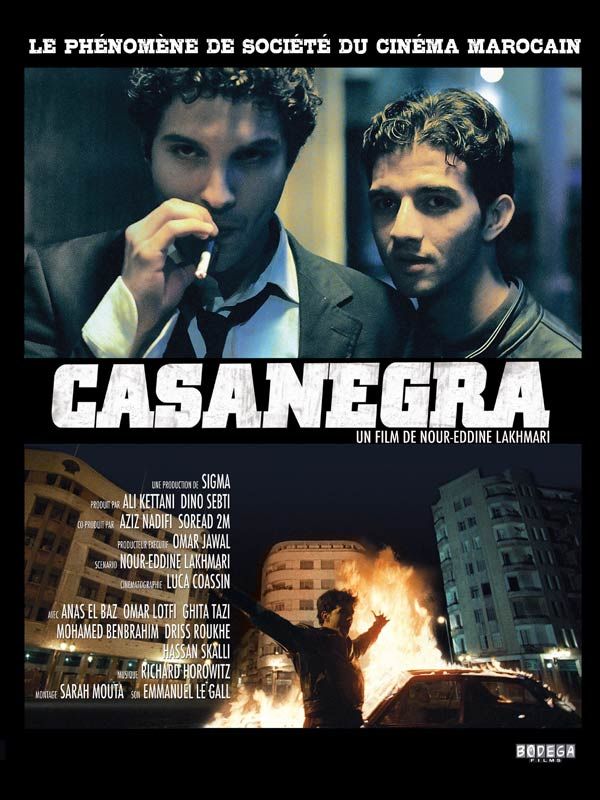 LE PHÉNOMÈNE DE SOCIÉTÉ DU CINÉMA MAROCAIN
CASANEGRA
UN FILM DE NOUR-EDDINE LAKHMARI
UNE PRODUCTION DE SIGMA
PRODUIT PAR ALI KETTANI DINO SEBTI
CO-PRODUIT PAR AZIZ NADIFI SOREAD 2M
PRODUCTEUR EXÉCUTIF OMAR JAWAL
SCENARIO NOUR-EDDINE LAKHMARI
CINÉMATOGRAPHIE LUCA COASSIN
AVEC ANAS EL BAZ OMAR LOTFI GHITA TAZI
MOHAMED BENBRAHIM DRISS ROUKHE
HASSAN SKALLI
MUSIQUE RICHARD HOROWITZ
MONTAGE SARAH MOUTA SON EMMANUEL LE GALL
BODEGA
FILMS